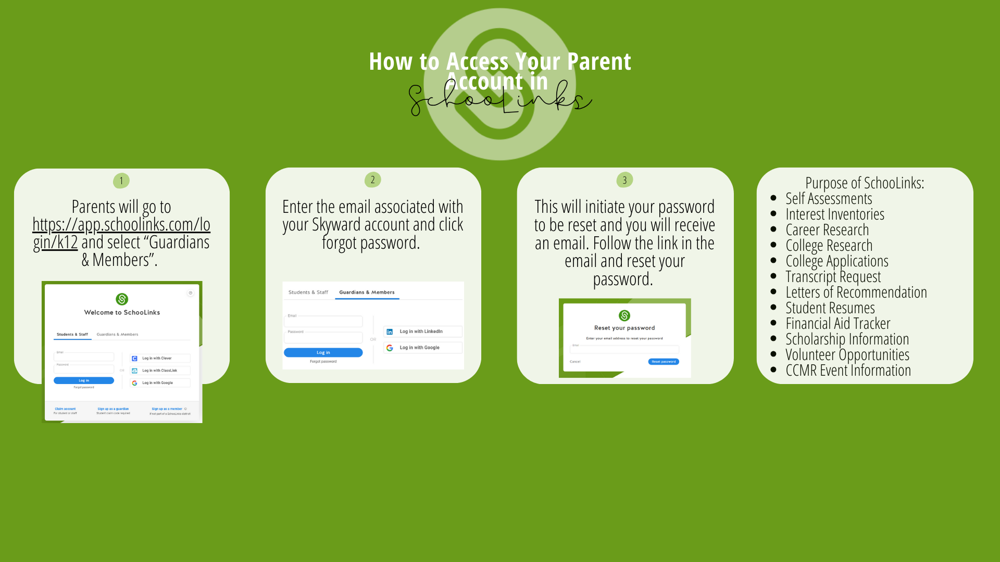 How to Access Your Parent
Account in
SchooLinks
1
Parents will go to
https://app.schoolinks.com/lo
gin/k12 and select “Guardians
& Members”.
Welcome to SchooLinks
Students & Staff Guardians & Members
Email
Password
Log in
Forgot password
OR
Log in with Clever
Log in with ClassLink
Log in with Google
Claim account
For student or staff
Sign up as a guardian
Student claim code required
Sign up as a member
If not part of a SchooLinks district
2
Enter the email associated with
your Skyward account and click
forgot password.
Students & Staff Guardians & Members
Email
Password
Log in
Forgot password
OR
Log in with LinkedIn
Log in with Google
3
This will initiate your password
to be reset and you will receive
an email. Follow the link in the
email and reset your
password.
Reset your password
Enter your email address to reset your password
Email
Cancel Reset password
Purpose of SchooLinks:
Self Assessments
Interest Inventories
Career Research
College Research
College Applications
Transcript Request
Letters of Recommendation
Student Resumes
Financial Aid Tracker
Scholarship Information
Volunteer Opportunities
CCMR Event Information